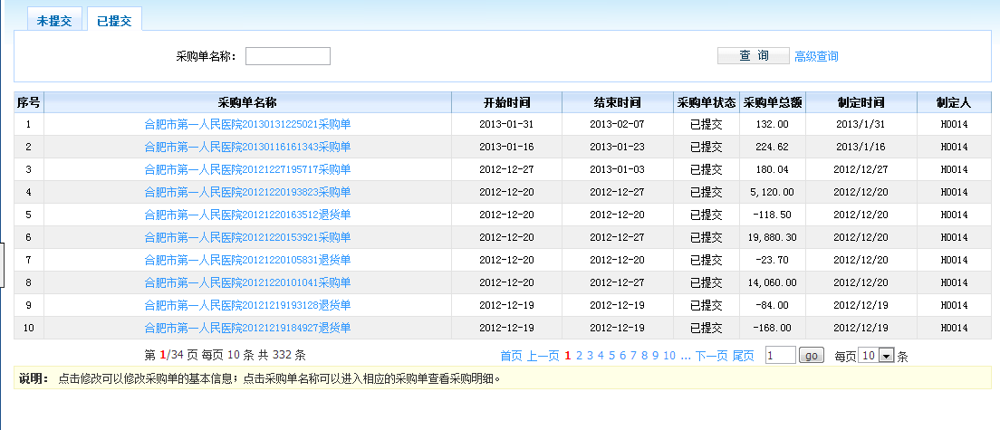 未提交 已提交
采购单名称： 查 询 高级查询
序号 采购单名称 开始时间 结束时间 采购单状态 采购单总额 制定时间 制定人
1 合肥市第一人民医院20130131225021采购单 2013-01-31 2013-02-07 已提交 132.00 2013/1/31 H0014
2 合肥市第一人民医院20130116161343采购单 2013-01-16 2013-01-23 已提交 224.62 2013/1/16 H0014
3 合肥市第一人民医院20121227195717采购单 2012-12-27 2013-01-03 已提交 180.04 2012/12/27 H0014
4 合肥市第一人民医院20121220193823采购单 2012-12-20 2012-12-27 已提交 5,120.00 2012/12/20 H0014
5 合肥市第一人民医院20121220163512退货单 2012-12-20 2012-12-20 已提交 -118.50 2012/12/20 H0014
6 合肥市第一人民医院20121220153921采购单 2012-12-20 2012-12-27 已提交 19,880.30 2012/12/20 H0014
7 合肥市第一人民医院20121220105831退货单 2012-12-20 2012-12-20 已提交 -23.70 2012/12/20 H0014
8 合肥市第一人民医院20121220101041采购单 2012-12-20 2012-12-27 已提交 14,060.00 2012/12/20 H0014
9 合肥市第一人民医院20121219193128退货单 2012-12-19 2012-12-19 已提交 -84.00 2012/12/19 H0014
10 合肥市第一人民医院20121219184927退货单 2012-12-19 2012-12-19 已提交 -168.00 2012/12/19 H0014
第 1/34 页 每页 10 条 共 332 条 首页 上一页 1 2 3 4 5 6 7 8 9 10 ... 下一页 尾页 1 go 每页 10 条
说明： 点击修改可以修改采购单的基本信息；点击采购单名称可以进入相应的采购单查看采购明细。